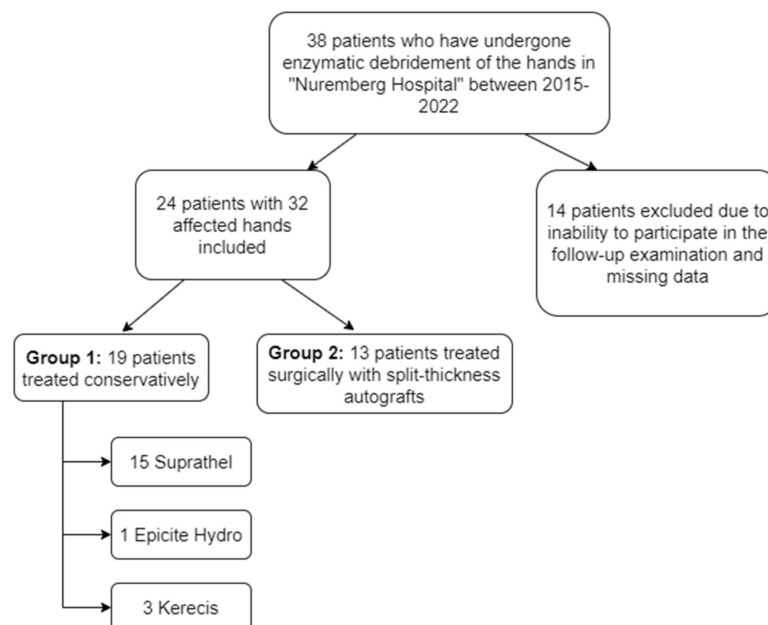 38 patients who have undergone
enzymatic debridement of the hands in
"Nuremberg Hospital" between 2015-
2022
24 patients with 32
affected hands
included
14 patients excluded due to
inability to participate in the
follow-up examination and
missing data
Group 1: 19 patients
treated conservatively
Group 2: 13 patients treated
surgically with split-thickness
autografts
15 Suprathel
1 Epicite Hydro
3 Kerecis